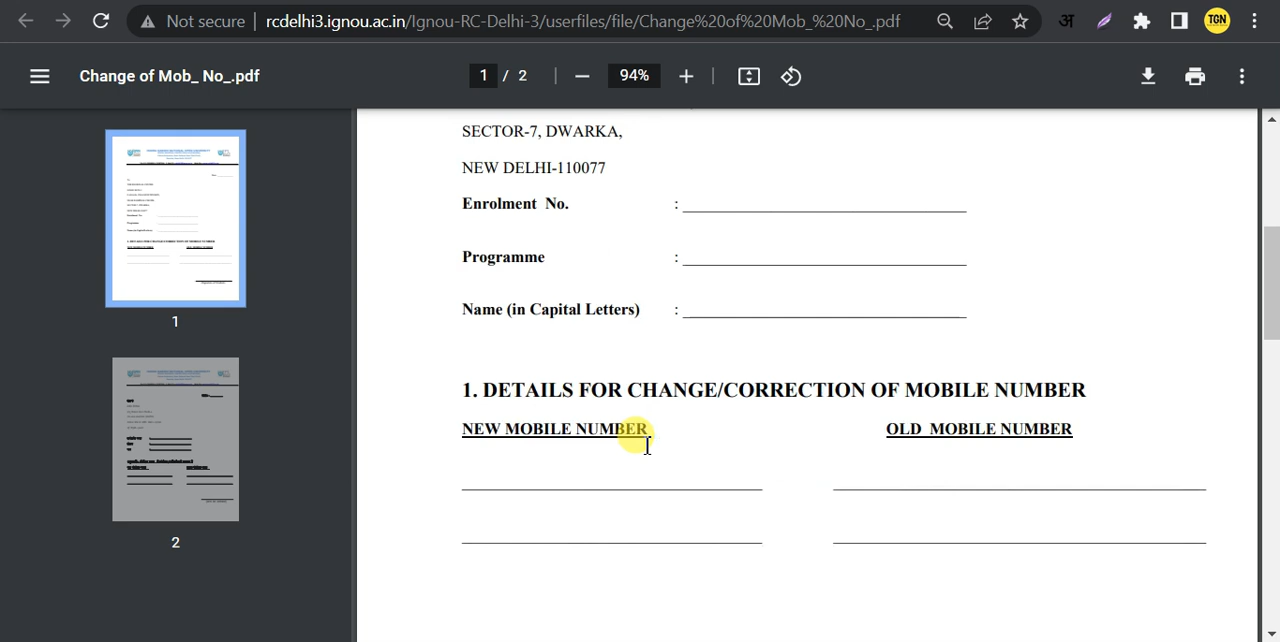 Not secure | rcdelhi3.ignou.ac.in/Ignou-RC-Delhi-3/userfiles/file/Change%20of%20Mob_%20No_.pdf
अ
TGN
Change of Mob_ No_.pdf
1 / 2
94%
SECTOR-7, DWARKA,
NEW DELHI-110077
Enrolment No. :
Programme :
Name (in Capital Letters) :
1. DETAILS FOR CHANGE/CORRECTION OF MOBILE NUMBER
NEW MOBILE NUMBER OLD MOBILE NUMBER
1
2